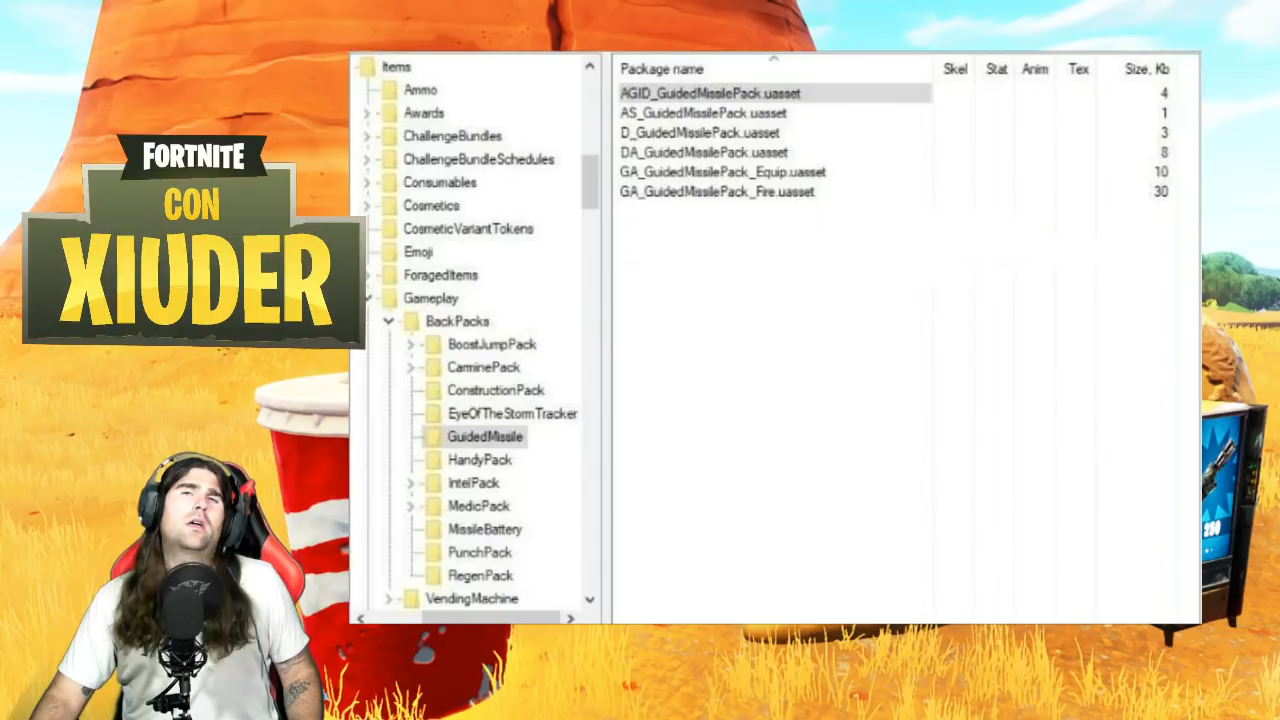 FORTNITE
CON
XIUDER
Items
Ammo
Awards
ChallengeBundles
ChallengeBundleSchedules
Consumables
Cosmetics
CosmeticVariantTokens
Emoji
ForagedItems
Gameplay
BackPacks
BoostJumpPack
CarminePack
ConstructionPack
EyeOfTheStormTracker
GuidedMissile
HandyPack
IntelPack
MedicPack
MissileBattery
PunchPack
RegenPack
VendingMachine
Package name Skel Stat Anim Tex Size, Kb
AGID_GuidedMissilePack.uasset 4
AS_GuidedMissilePack.uasset 1
D_GuidedMissilePack.uasset 3
DA_GuidedMissilePack.uasset 8
GA_GuidedMissilePack_Equip.uasset 10
GA_GuidedMissilePack_Fire.uasset 30